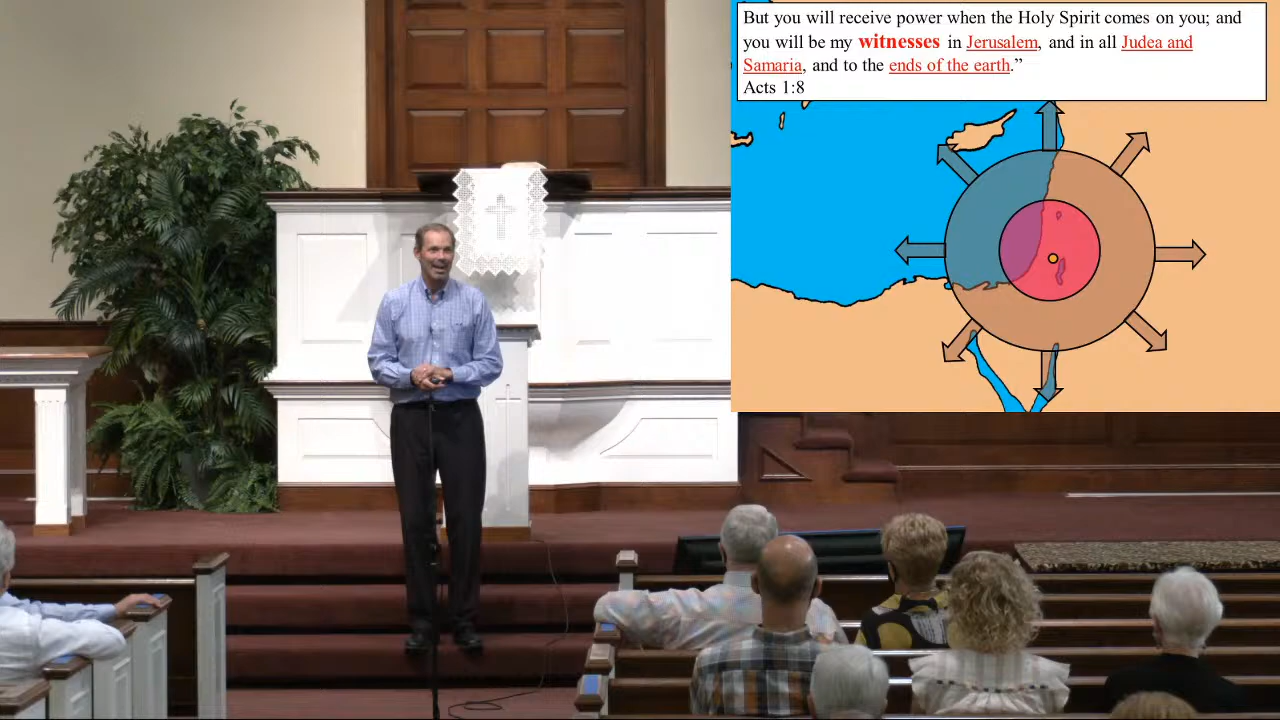 But you will receive power when the Holy Spirit comes on you; and
you will be my witnesses in Jerusalem, and in all Judea and
Samaria, and to the ends of the earth.”
Acts 1:8